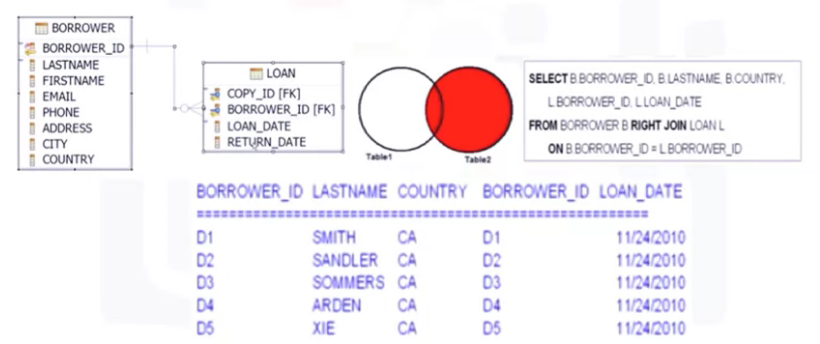 BORROWER
BORROWER_ID
LASTNAME
FIRSTNAME
EMAIL
PHONE
ADDRESS
CITY
COUNTRY
LOAN
COPY_ID [FK]
BORROWER_ID [FK]
LOAN_DATE
RETURN_DATE
Table1
Table2
SELECT B.BORROWER_ID, B.LASTNAME, B.COUNTRY,
L.BORROWER_ID, L.LOAN_DATE
FROM BORROWER B RIGHT JOIN LOAN L
ON B.BORROWER_ID = L.BORROWER_ID
BORROWER_ID LASTNAME COUNTRY BORROWER_ID LOAN_DATE
=======================================================
D1 SMITH CA D1 11/24/2010
D2 SANDLER CA D2 11/24/2010
D3 SOMMERS CA D3 11/24/2010
D4 ARDEN CA D4 11/24/2010
D5 XIE CA D5 11/24/2010